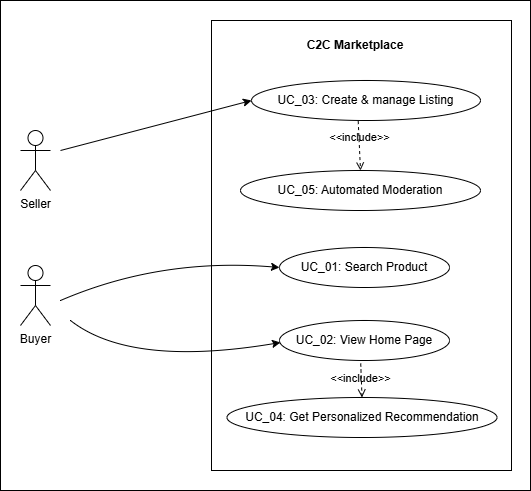 C2C Marketplace
UC_03: Create & manage Listing
<<include>>
UC_05: Automated Moderation
Seller
UC_01: Search Product
Buyer
UC_02: View Home Page
<<include>>
UC_04: Get Personalized Recommendation